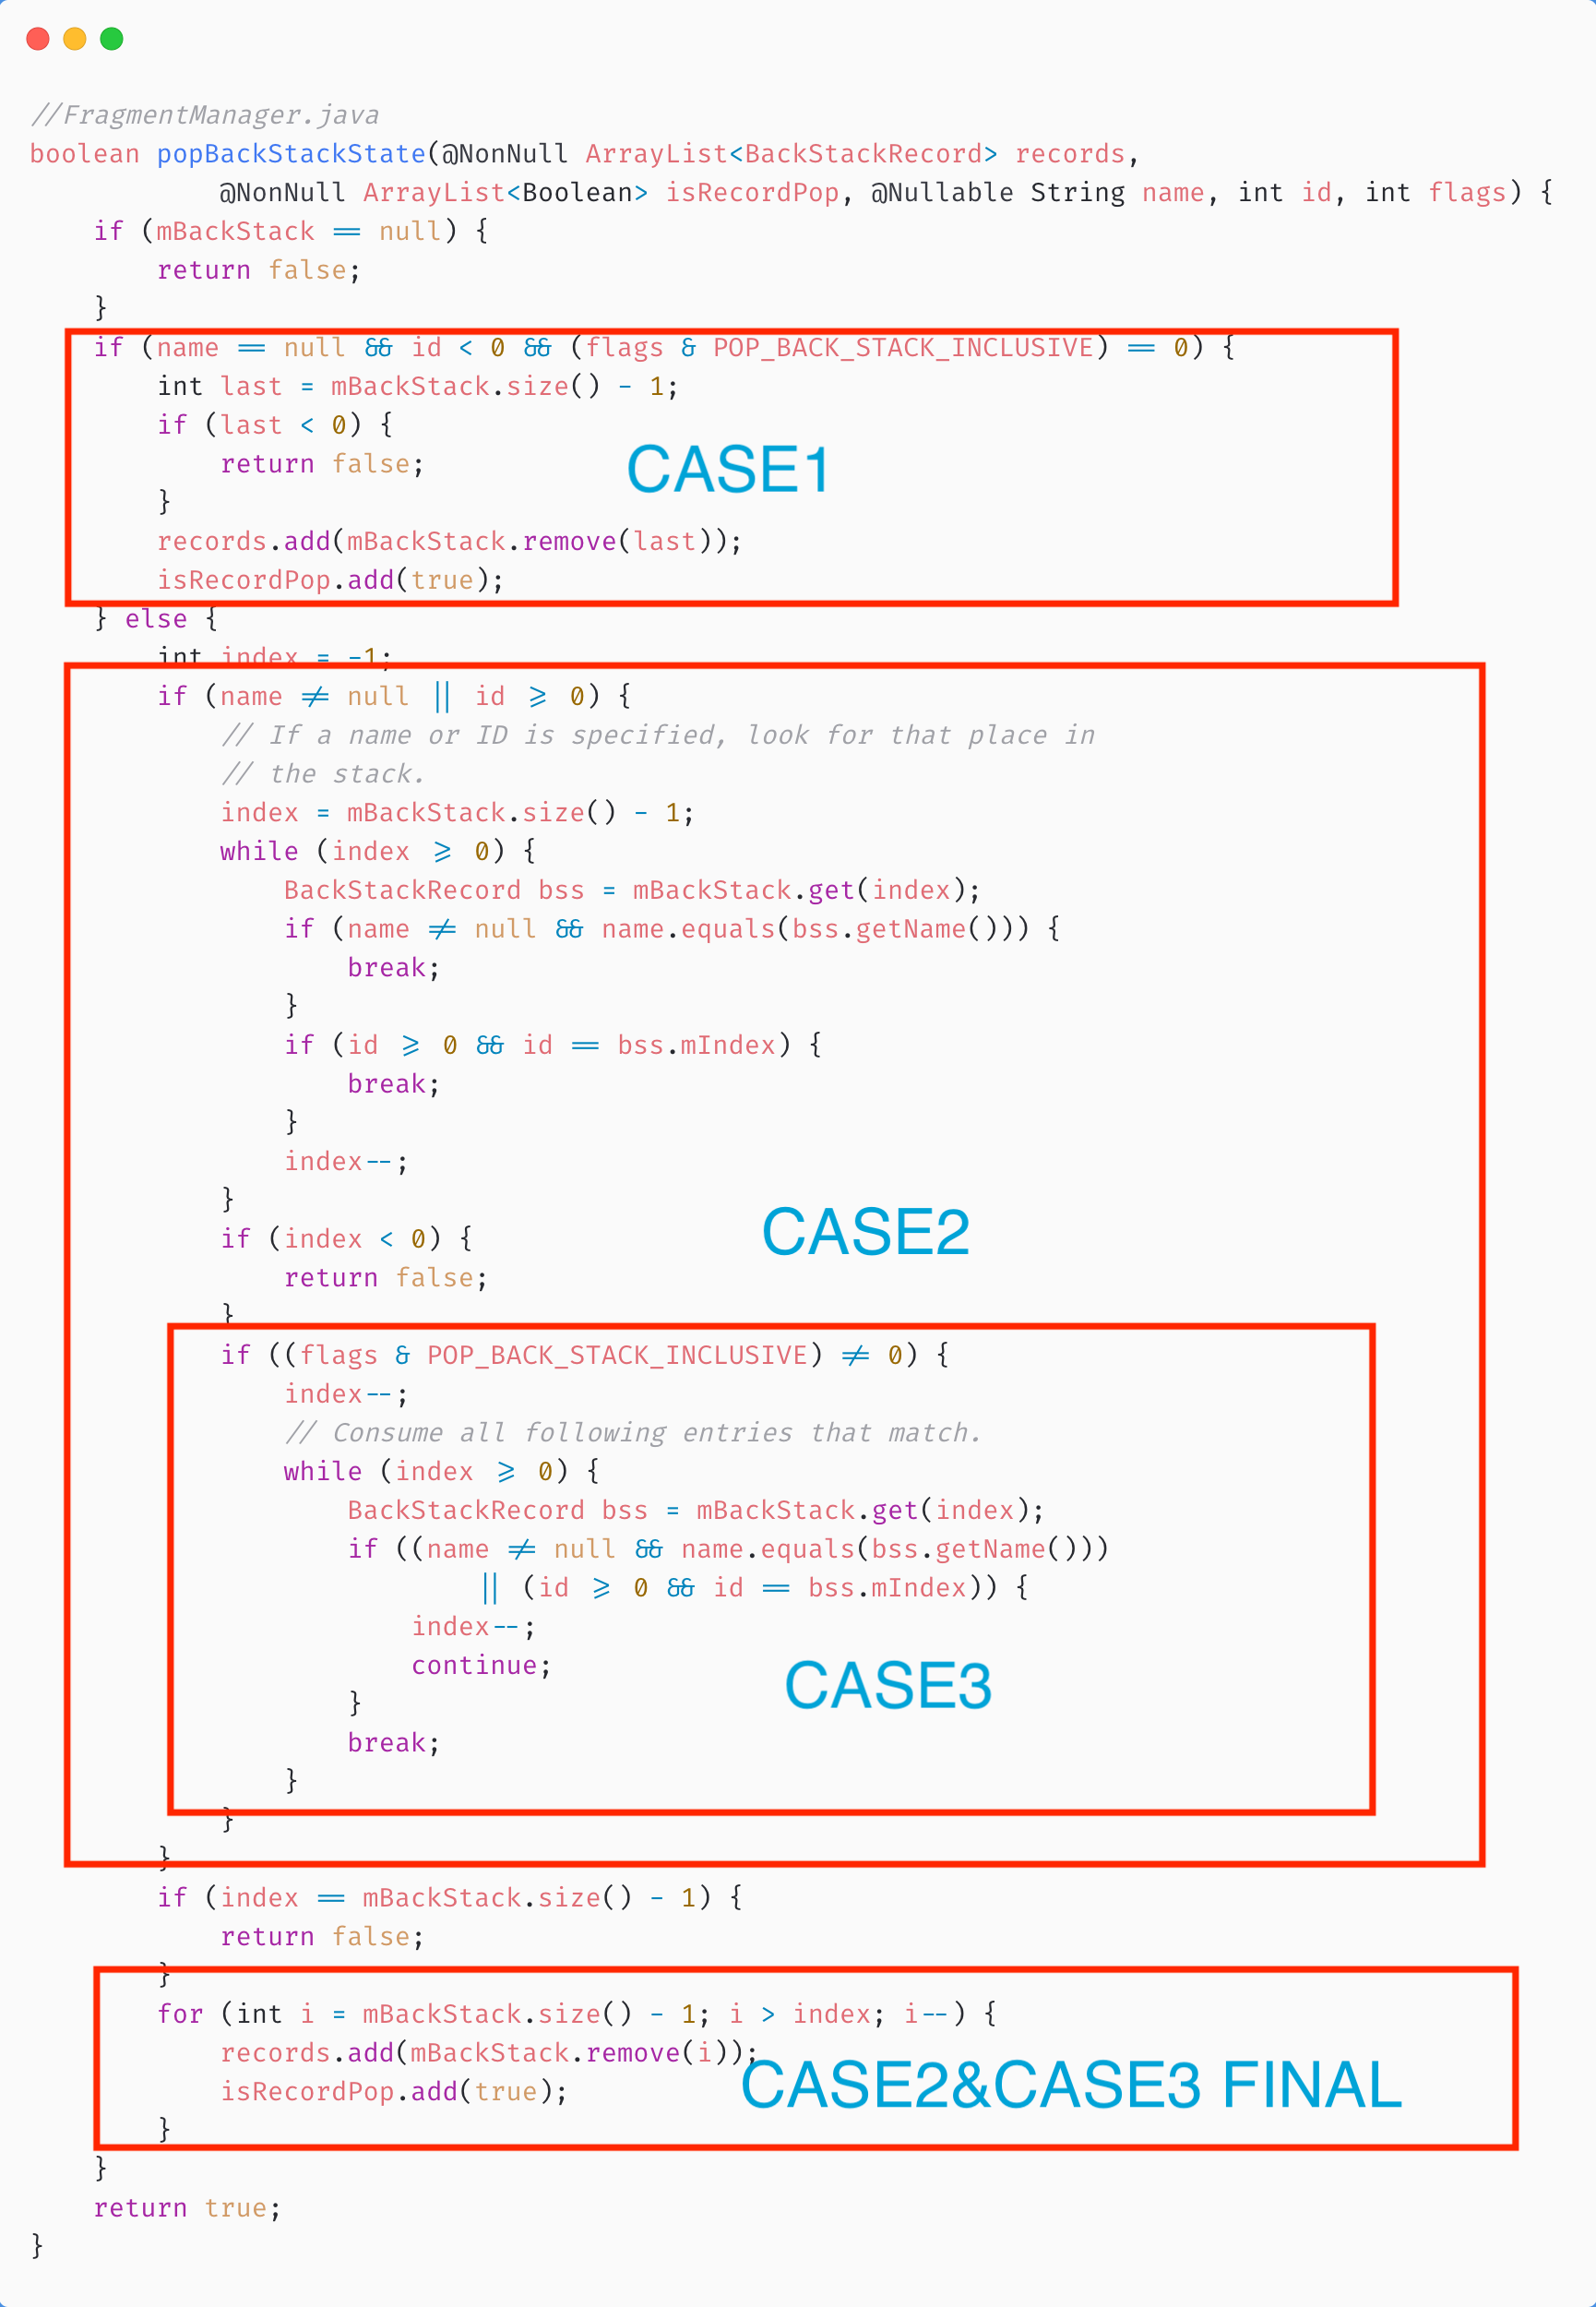 //FragmentManager.java
boolean popBackStackState(@NonNull ArrayList<BackStackRecord> records,
            @NonNull ArrayList<Boolean> isRecordPop, @Nullable String name, int id, int flags) {
    if (mBackStack == null) {
        return false;
    }
    if (name == null && id < 0 && (flags & POP_BACK_STACK_INCLUSIVE) == 0) {
        int last = mBackStack.size() - 1;
        if (last < 0) {
            return false;
CASE1
        }
        records.add(mBackStack.remove(last));
        isRecordPop.add(true);
    } else {
        int index = -1;
        if (name != null || id >= 0) {
            // If a name or ID is specified, look for that place in
            // the stack.
            index = mBackStack.size() - 1;
            while (index >= 0) {
                BackStackRecord bss = mBackStack.get(index);
                if (name != null && name.equals(bss.getName())) {
                    break;
                }
                if (id >= 0 && id == bss.mIndex) {
                    break;
                }
                index--;
            }
CASE2
            if (index < 0) {
                return false;
            }
            if ((flags & POP_BACK_STACK_INCLUSIVE) != 0) {
                index--;
                // Consume all following entries that match.
                while (index >= 0) {
                    BackStackRecord bss = mBackStack.get(index);
                    if ((name != null && name.equals(bss.getName()))
                            || (id >= 0 && id == bss.mIndex)) {
                        index--;
                        continue;
CASE3
                    }
                    break;
                }
            }
        }
        if (index == mBackStack.size() - 1) {
            return false;
        }
        for (int i = mBackStack.size() - 1; i > index; i--) {
            records.add(mBackStack.remove(i));
            isRecordPop.add(true);
CASE2&CASE3 FINAL
        }
    }
    return true;
}